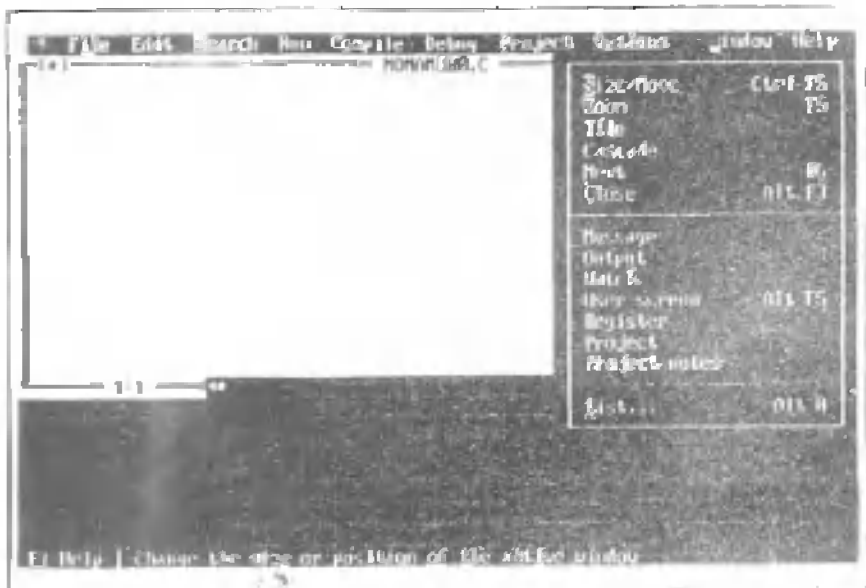 File Edit Search Run Compile Debug Project Options Window Help
Size/Move Ctrl-F5
Zoom F5
Tile
Cascade
Next F6
Close Alt-F3
Message
Output
Watch
User screen Alt-F5
Register
Project
Project notes
List... Alt-0
1:1
F1 Help | Change the size or position of the active window